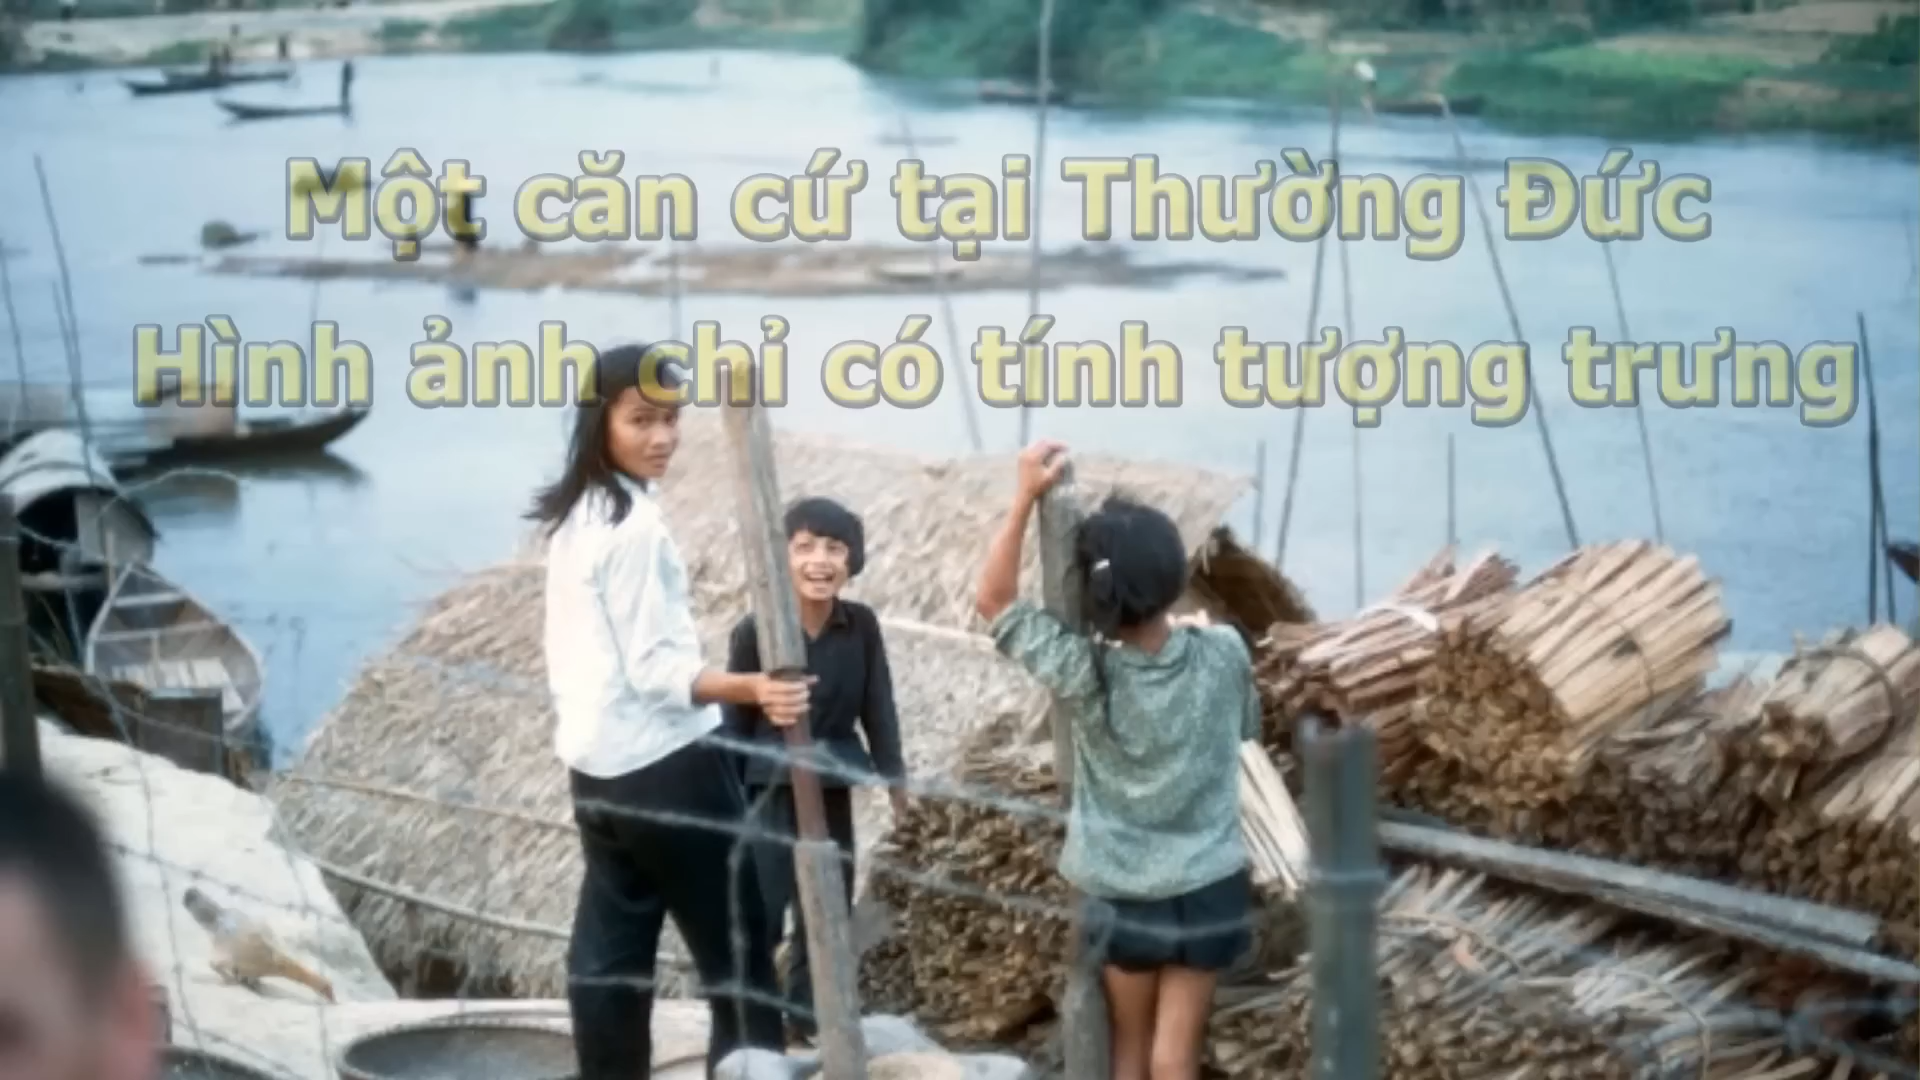 Một căn cứ tại Thường Đức
Hình ảnh chỉ có tính tượng trưng